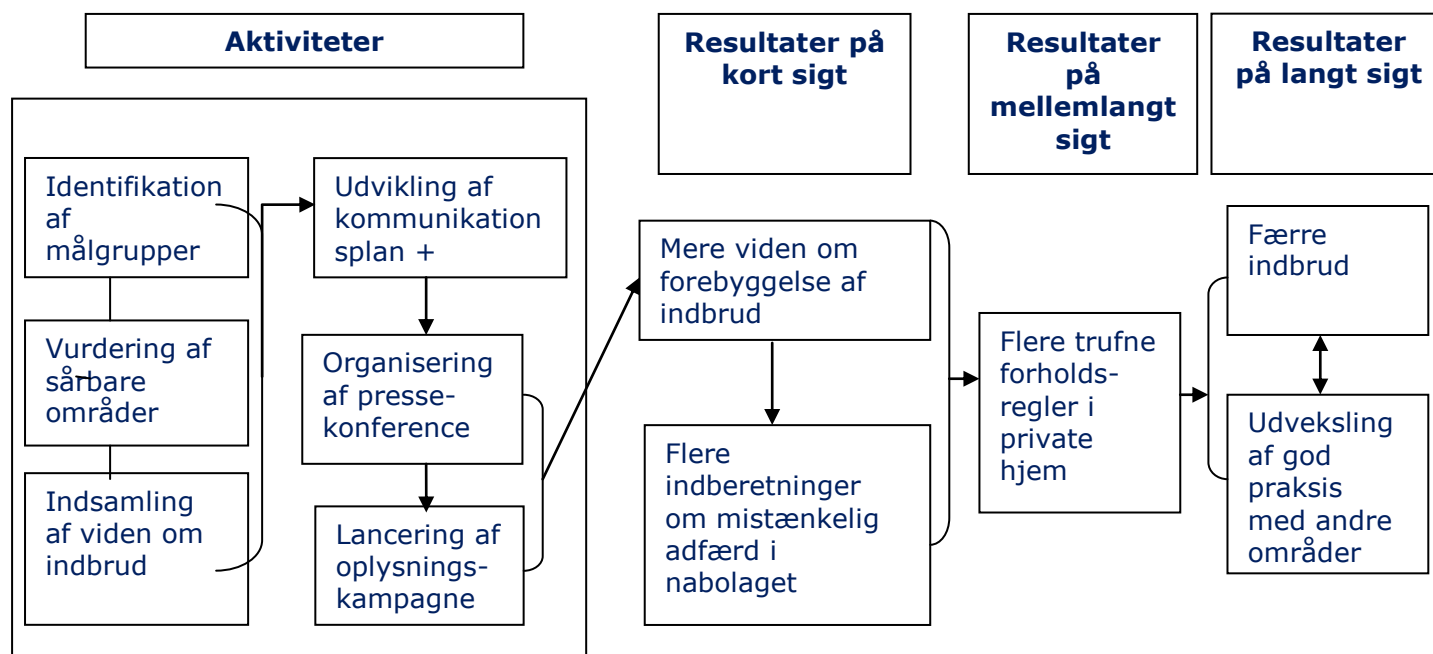 Aktiviteter
Resultater på
kort sigt
Resultater
på
mellemlangt
sigt
Resultater
på langt sigt
Identifikation
af
målgrupper
Vurdering af
sårbare
områder
Indsamling
af viden om
indbrud
Udvikling af
kommunikation
splan +
Organisering
af presse-
konference
Lancering af
oplysnings-
kampagne
Mere viden om
forebyggelse af
indbrud
Flere
indberetninger
om mistænkelig
adfærd i
nabolaget
Flere trufne
forholds-
regler i
private
hjem
Færre
indbrud
Udveksling
af god
praksis
med andre
områder